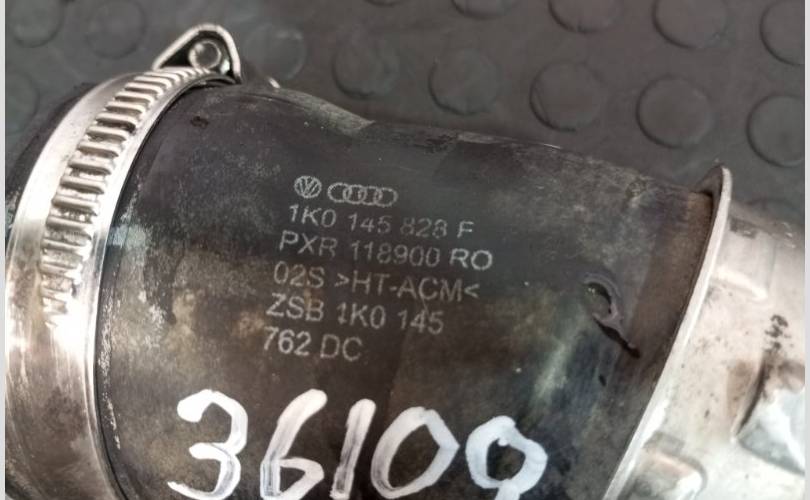 1K0 145 828 F
PXR 118900 RO
02S >HT-ACM<
ZSB 1K0 145
762 DC
36109